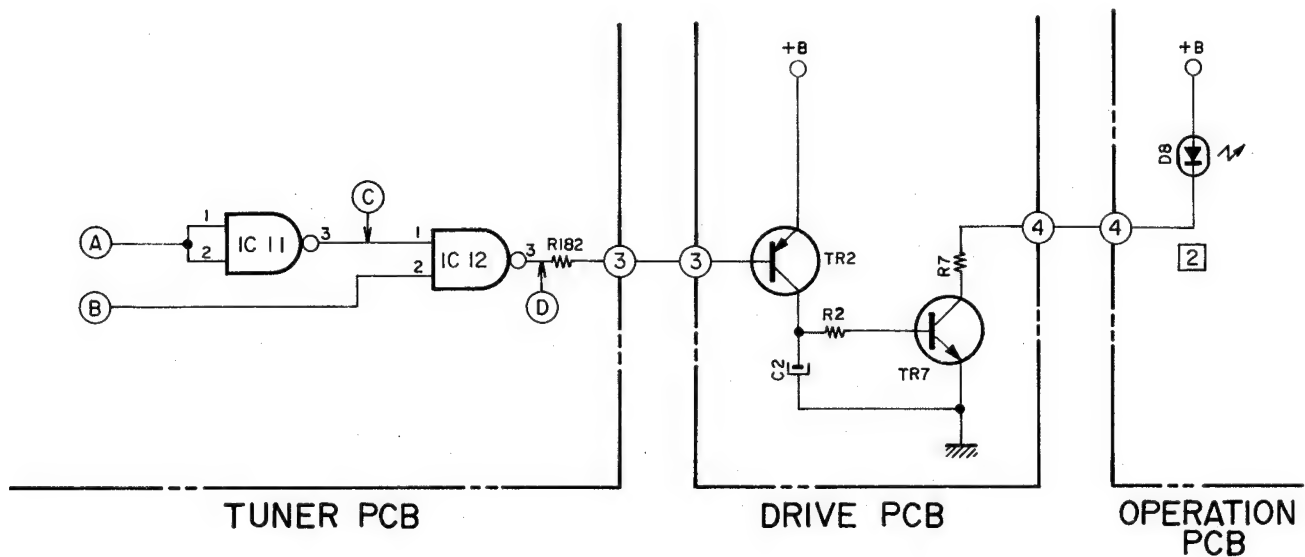 +B
+B
D8
C
A
1
2
IC 11
3
1
2
IC 12
3
R182
3
3
TR2
R7
4
4
2
B
D
R2
C2
TR7
TUNER PCB
DRIVE PCB
OPERATION
PCB